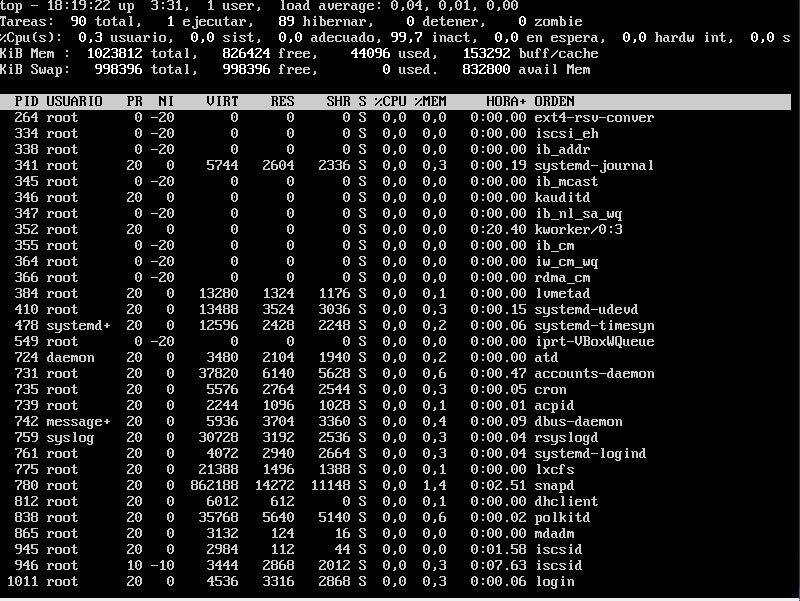 top - 18:19:22 up  3:31,  1 user,  load average: 0,04, 0,01, 0,00
Tareas:  90 total,   1 ejecutar,  89 hibernar,   0 detener,   0 zombie
%Cpu(s):  0,3 usuario,  0,0 sist,  0,0 adecuado, 99,7 inact,  0,0 en espera,  0,0 hardw int,  0,0 s
KiB Mem :  1023812 total,   826424 free,    44096 used,   153292 buff/cache
KiB Swap:   998396 total,   998396 free,        0 used.   832800 avail Mem
PID USUARIO   PR  NI    VIRT    RES    SHR S %CPU %MEM     HORA+ ORDEN
264 root       0 -20       0      0      0 S  0,0  0,0   0:00.00 ext4-rsv-conver
334 root       0 -20       0      0      0 S  0,0  0,0   0:00.00 iscsi_eh
338 root       0 -20       0      0      0 S  0,0  0,0   0:00.00 ib_addr
341 root      20   0    5744   2604   2336 S  0,0  0,3   0:00.19 systemd-journal
345 root       0 -20       0      0      0 S  0,0  0,0   0:00.00 ib_mcast
346 root      20   0       0      0      0 S  0,0  0,0   0:00.00 kauditd
347 root       0 -20       0      0      0 S  0,0  0,0   0:00.00 ib_nl_sa_wq
352 root      20   0       0      0      0 S  0,0  0,0   0:20.40 kworker/0:3
355 root       0 -20       0      0      0 S  0,0  0,0   0:00.00 ib_cm
364 root       0 -20       0      0      0 S  0,0  0,0   0:00.00 iw_cm_wq
366 root       0 -20       0      0      0 S  0,0  0,0   0:00.00 rdma_cm
384 root      20   0   13280   1324   1176 S  0,0  0,1   0:00.00 lvmetad
410 root      20   0   13488   3524   3036 S  0,0  0,3   0:00.15 systemd-udevd
478 systemd+  20   0   12596   2428   2248 S  0,0  0,2   0:00.06 systemd-timesyn
549 root       0 -20       0      0      0 S  0,0  0,0   0:00.00 iprt-VBoxWQueue
724 daemon    20   0    3480   2104   1940 S  0,0  0,2   0:00.00 atd
731 root      20   0   37820   6140   5628 S  0,0  0,6   0:00.47 accounts-daemon
735 root      20   0    5576   2764   2544 S  0,0  0,3   0:00.05 cron
739 root      20   0    2244   1096   1028 S  0,0  0,1   0:00.01 acpid
742 message+  20   0    5936   3704   3360 S  0,0  0,4   0:00.09 dbus-daemon
759 syslog    20   0   30728   3192   2536 S  0,0  0,3   0:00.04 rsyslogd
761 root      20   0    4072   2940   2664 S  0,0  0,3   0:00.04 systemd-logind
775 root      20   0   21388   1496   1388 S  0,0  0,1   0:00.00 lxcfs
780 root      20   0  862188  14272  11148 S  0,0  1,4   0:02.51 snapd
812 root      20   0    6012    612      0 S  0,0  0,1   0:00.00 dhclient
838 root      20   0   35768   5640   5140 S  0,0  0,6   0:00.02 polkitd
865 root      20   0    3132    124     16 S  0,0  0,0   0:00.00 mdadm
945 root      20   0    2984    112     44 S  0,0  0,0   0:01.58 iscsid
946 root      10 -10    3444   2868   2012 S  0,0  0,3   0:07.63 iscsid
1011 root      20   0    4536   3316   2868 S  0,0  0,3   0:00.06 login